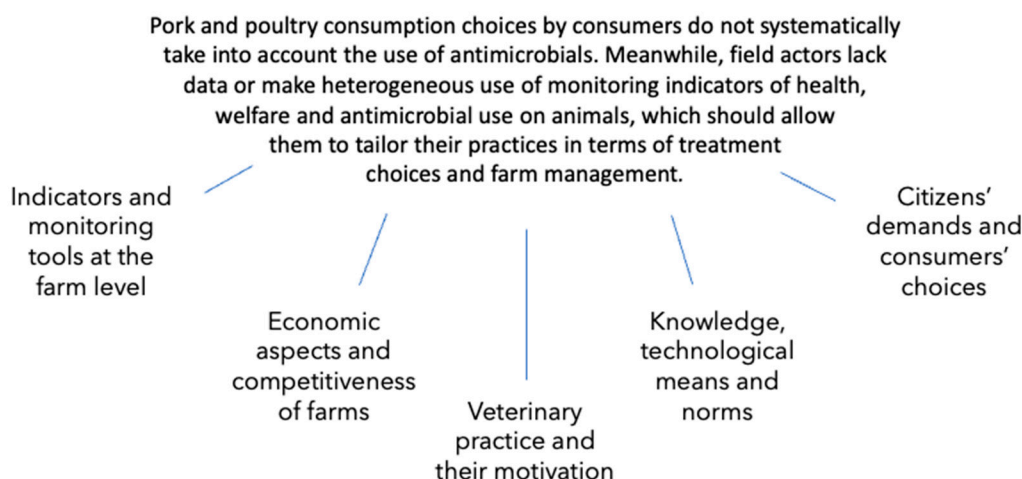 Pork and poultry consumption choices by consumers do not systematically
take into account the use of antimicrobials. Meanwhile, field actors lack
data or make heterogeneous use of monitoring indicators of health,
welfare and antimicrobial use on animals, which should allow
them to tailor their practices in terms of treatment
choices and farm management.
Indicators and
monitoring
tools at the
farm level
Economic
aspects and
competitiveness
of farms
Veterinary
practice and
their motivation
Knowledge,
technological
means and
norms
Citizens’
demands and
consumers’
choices